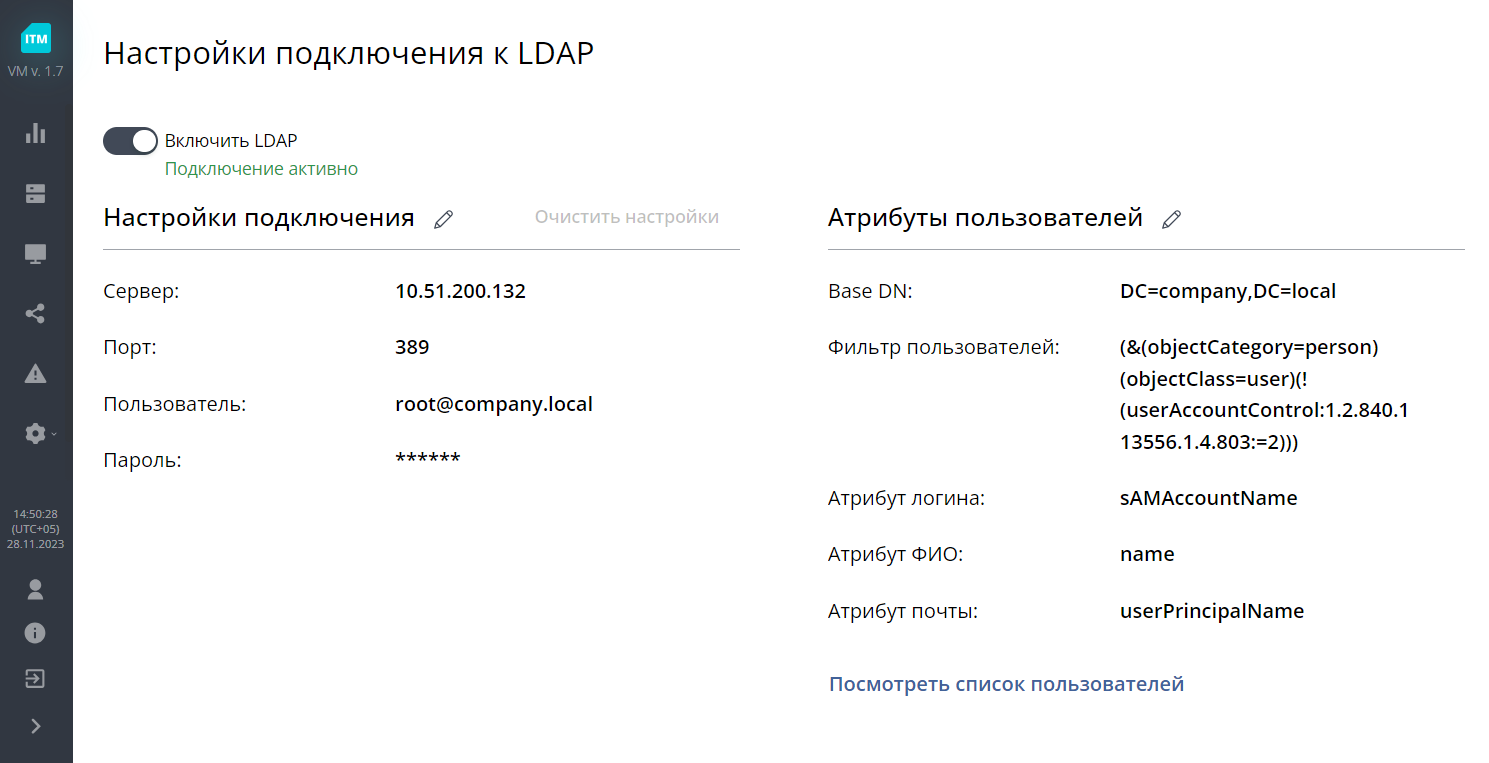 ITM
VM v. 1.7
14:50:28
(UTC+05)
28.11.2023
Настройки подключения к LDAP
Включить LDAP
Подключение активно
Настройки подключения
Очистить настройки
Сервер: 10.51.200.132
Порт: 389
Пользователь: root@company.local
Пароль: ******
Атрибуты пользователей
Base DN: DC=company,DC=local
Фильтр пользователей: (&(objectCategory=person)
(objectClass=user)(!
(userAccountControl:1.2.840.1
13556.1.4.803:=2)))
Атрибут логина: sAMAccountName
Атрибут ФИО: name
Атрибут почты: userPrincipalName
Посмотреть список пользователей